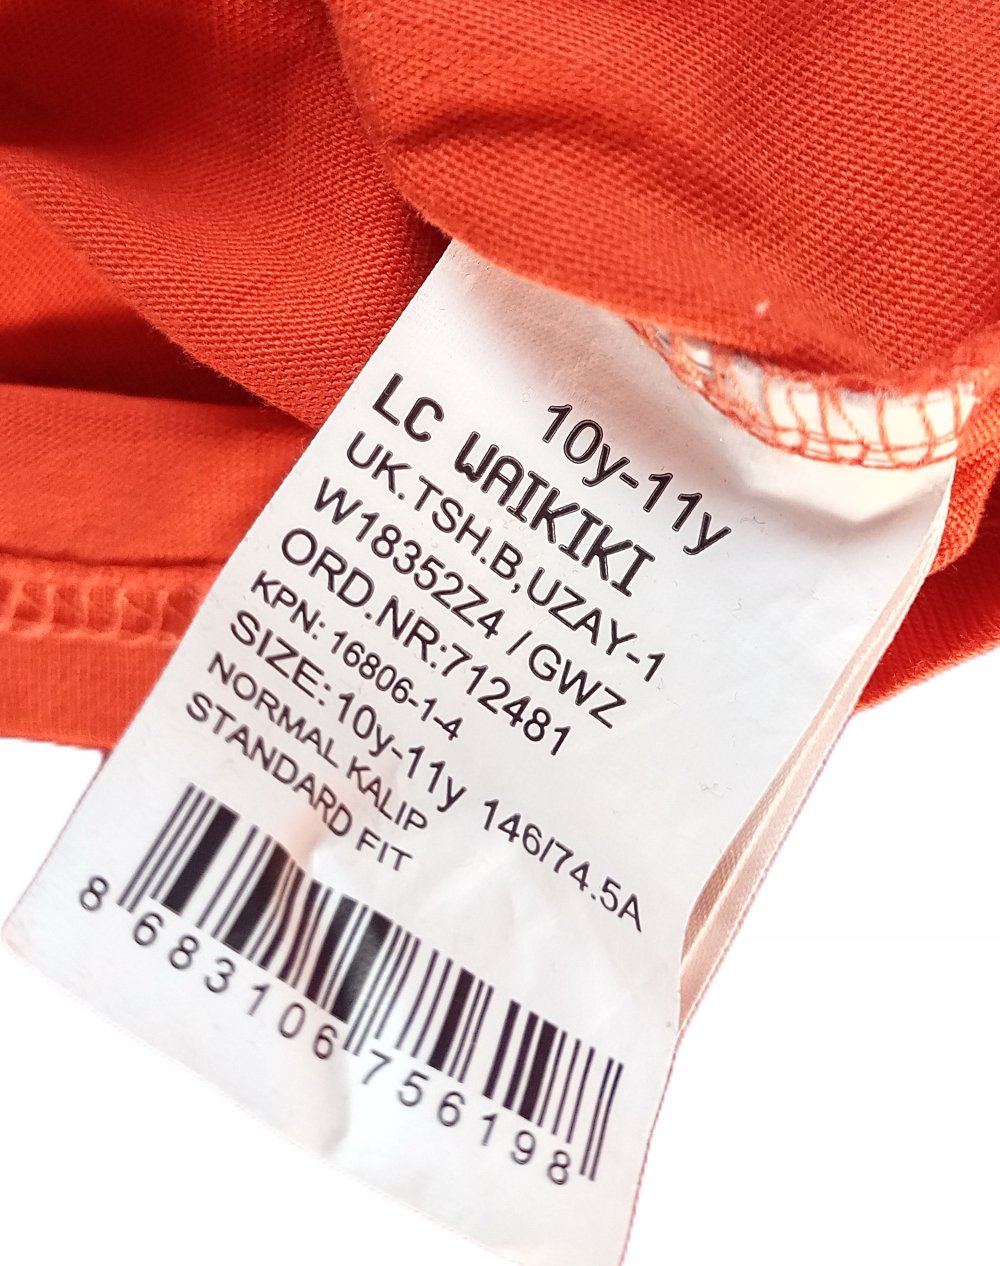 10y-11y
LC WAIKIKI
UK.TSH.B,UZAY-1
W18352Z4 / GWZ
ORD.NR:712481
KPN: 16806-1-4
SIZE: 10y-11y 146/74.5A
NORMAL KALIP
STANDARD FIT
8 683106 756198